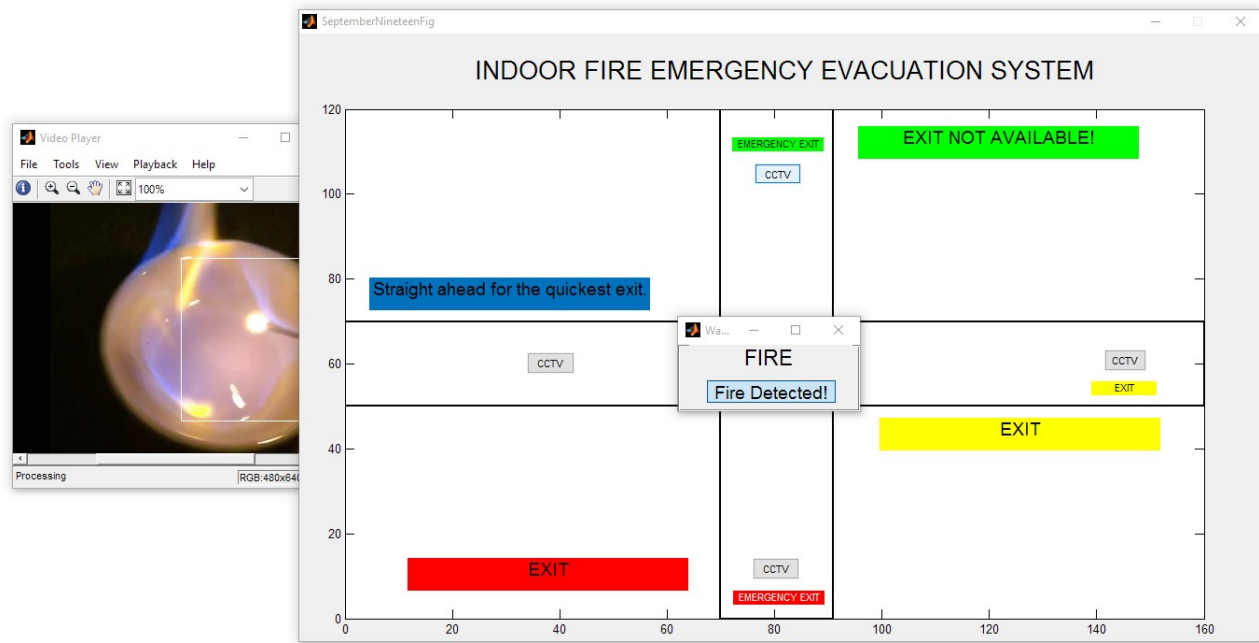 SeptemberNineteenFig
INDOOR FIRE EMERGENCY EVACUATION SYSTEM
Video Player
File Tools View Playback Help
100%
Processing
RGB:480x640
120
100
80
60
40
20
0
EMERGENCY EXIT
EXIT NOT AVAILABLE!
CCTV
Straight ahead for the quickest exit.
Wa...
FIRE
Fire Detected!
CCTV
CCTV
EXIT
EXIT
EXIT
CCTV
EMERGENCY EXIT
0 20 40 60 80 100 120 140 160